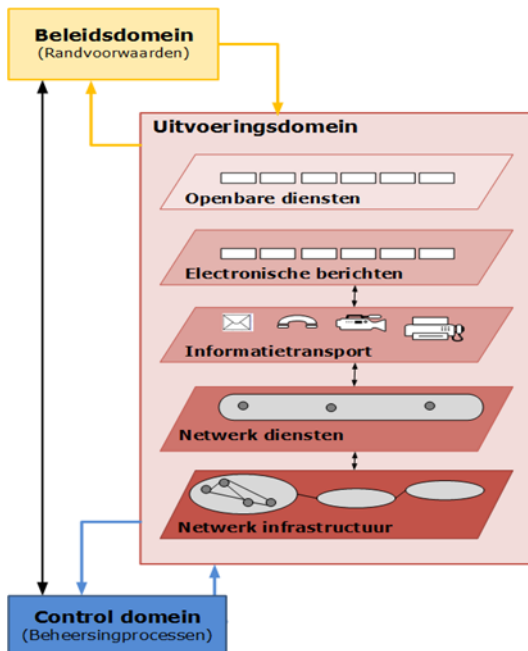 Beleidsdomein
(Randvoorwaarden)
Uitvoeringsdomein
Openbare diensten
Electronische berichten
Informatietransport
Netwerk diensten
Netwerk infrastructuur
Control domein
(Beheersingprocessen)